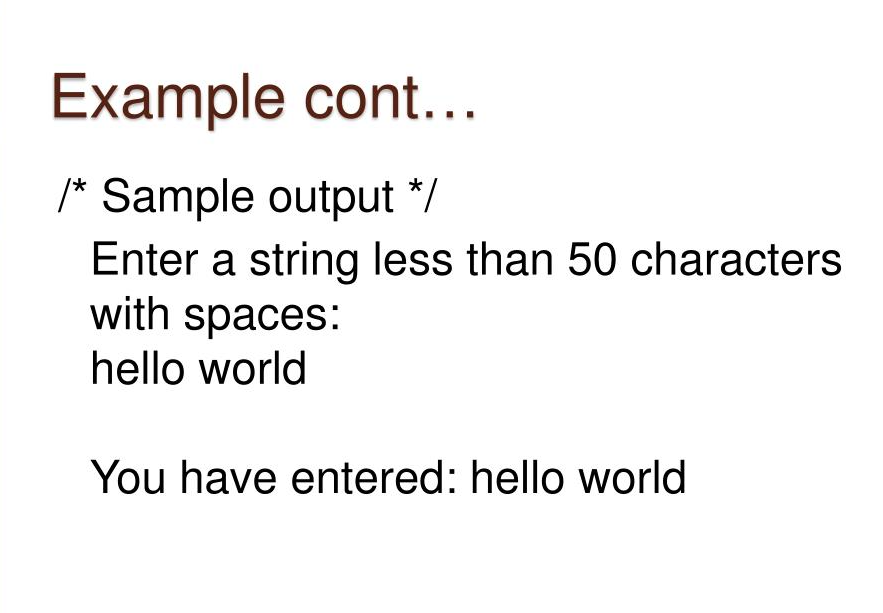 Example cont…
/* Sample output */
Enter a string less than 50 characters
with spaces:
hello world
You have entered: hello world